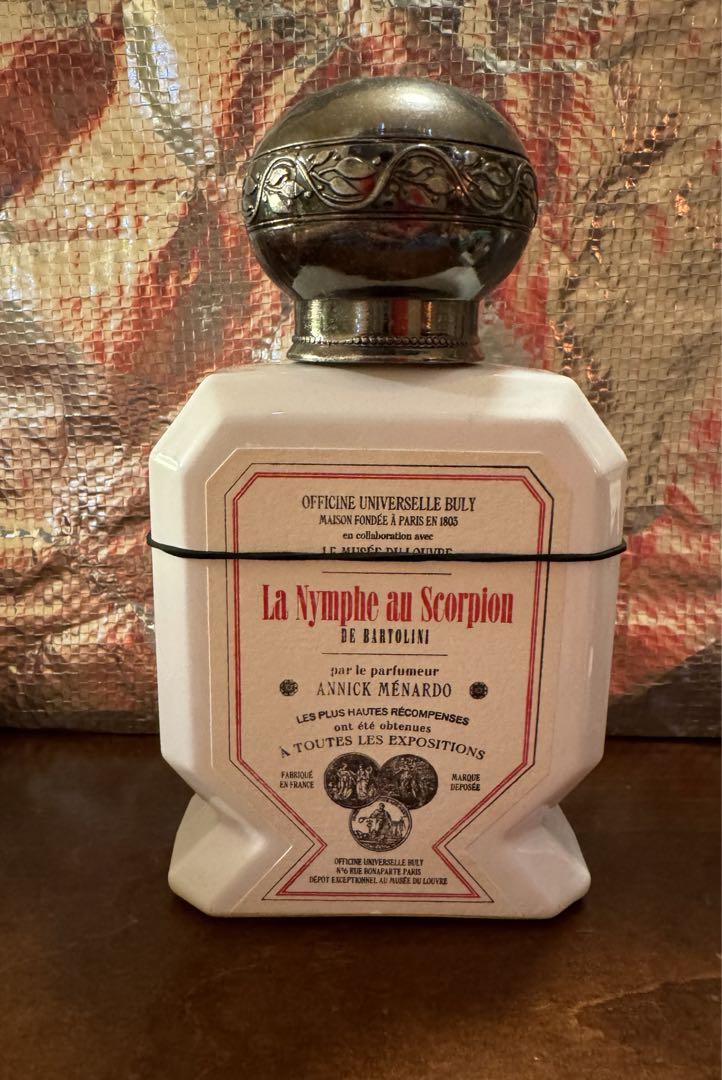 OFFICINE UNIVERSELLE BULY
MAISON FONDÉE À PARIS EN 1803
en collaboration avec
LE MUSÉE DU LOUVRE
La Nymphe au Scorpion
DE BARTOLINI
par le parfumeur
ANNICK MÉNARDO
LES PLUS HAUTES RÉCOMPENSES
ont été obtenues
À TOUTES LES EXPOSITIONS
FABRIQUÉ
EN FRANCE
MARQUE
DEPOSÉE
OFFICINE UNIVERSELLE BULY
N°6 RUE BONAPARTE PARIS
DÉPÔT EXCEPTIONNEL AU MUSÉE DU LOUVRE